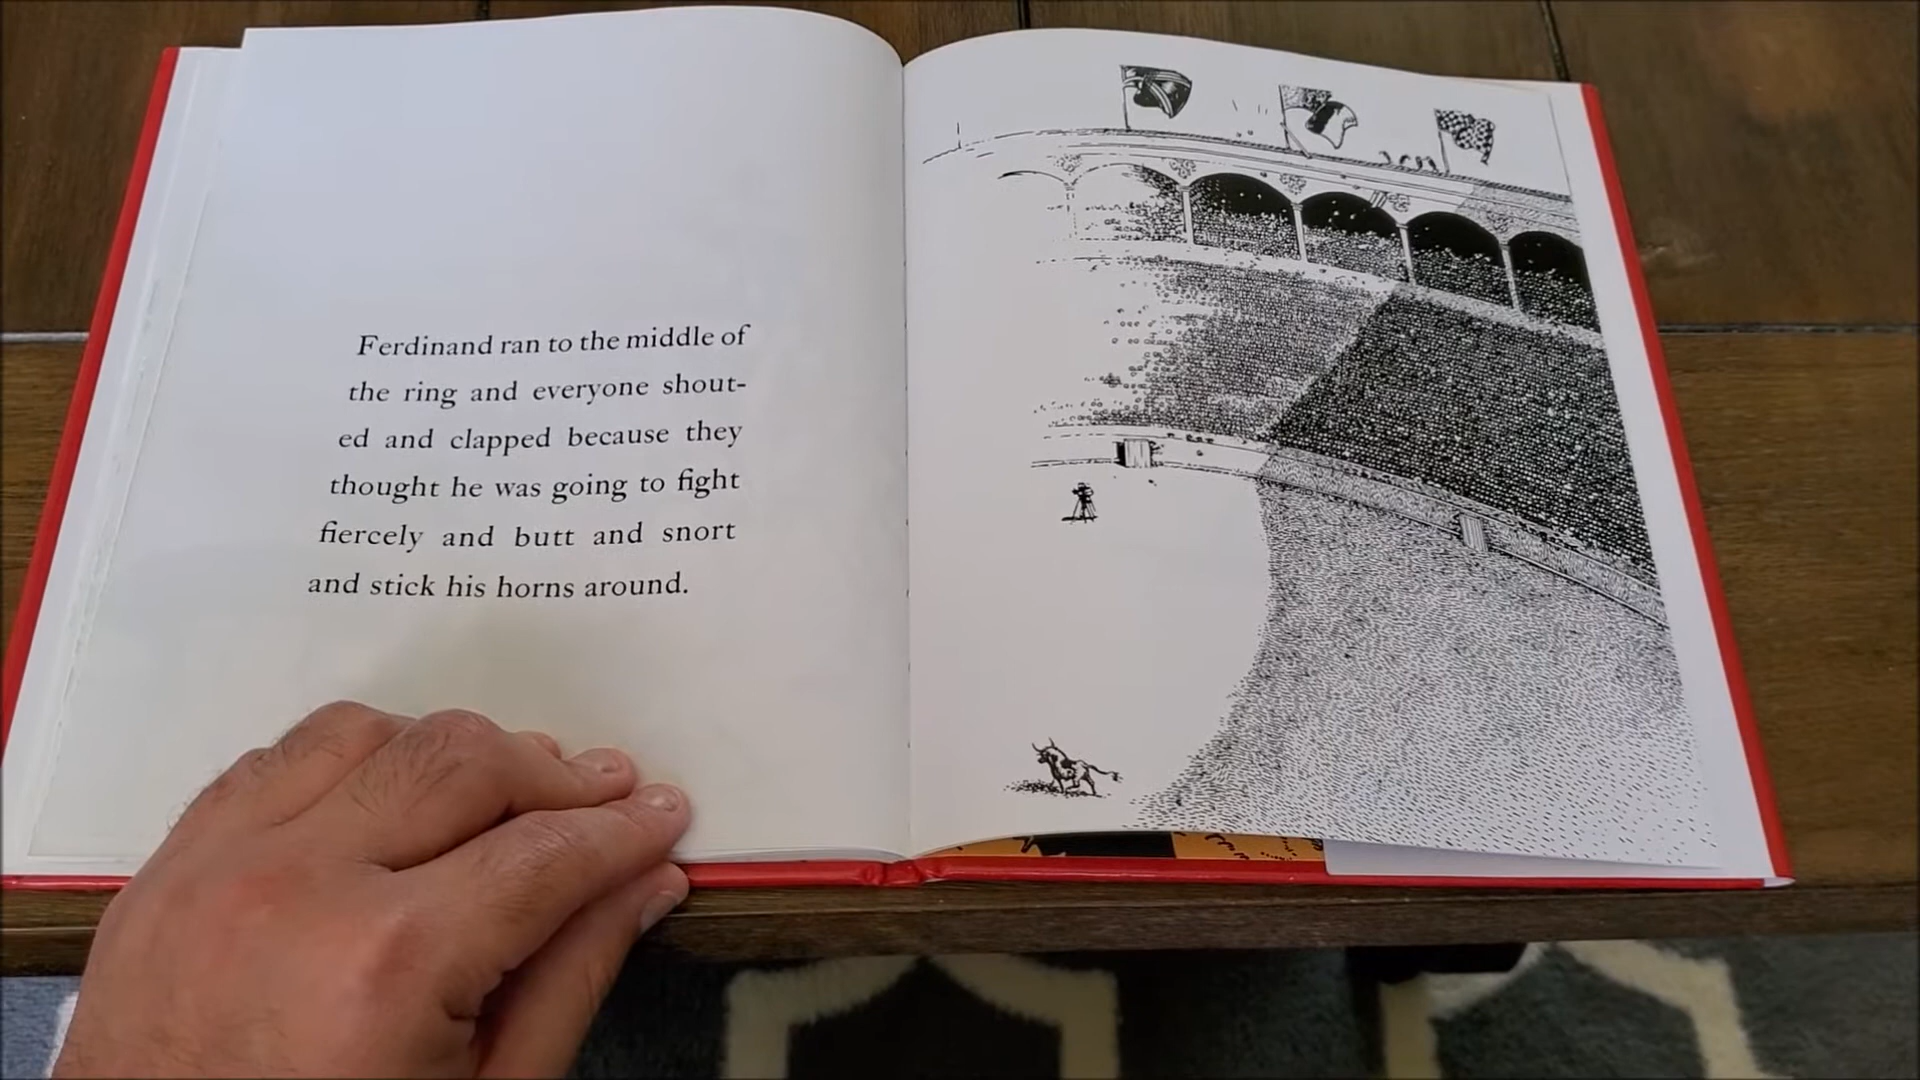 Ferdinand ran to the middle of
the ring and everyone shout-
ed and clapped because they
thought he was going to fight
fiercely and butt and snort
and stick his horns around.